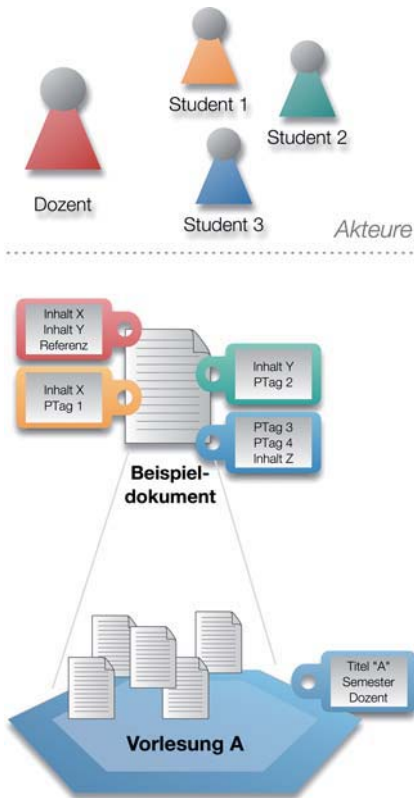 Student 1
Student 2
Dozent
Student 3
Akteure
Inhalt X
Inhalt Y
Referenz
Inhalt X
PTag 1
Inhalt Y
PTag 2
PTag 3
PTag 4
Inhalt Z
Beispiel-
dokument
Titel "A"
Semester
Dozent
Vorlesung A